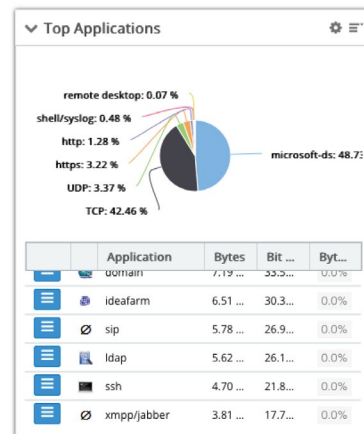 Top Applications
remote desktop: 0.07 %
shell/syslog: 0.48 %
http: 1.28 %
https: 3.22 %
UDP: 3.37 %
TCP: 42.46 %
microsoft-ds: 48.73
Application Bytes Bit ... Byt...
domain 7.19 ... 33.5... 0.0%
ideafarm 6.51 ... 30.3... 0.0%
sip 5.78 ... 26.9... 0.0%
ldap 5.62 ... 26.1... 0.0%
ssh 4.70 ... 21.8... 0.0%
xmpp/jabber 3.81 ... 17.7... 0.0%